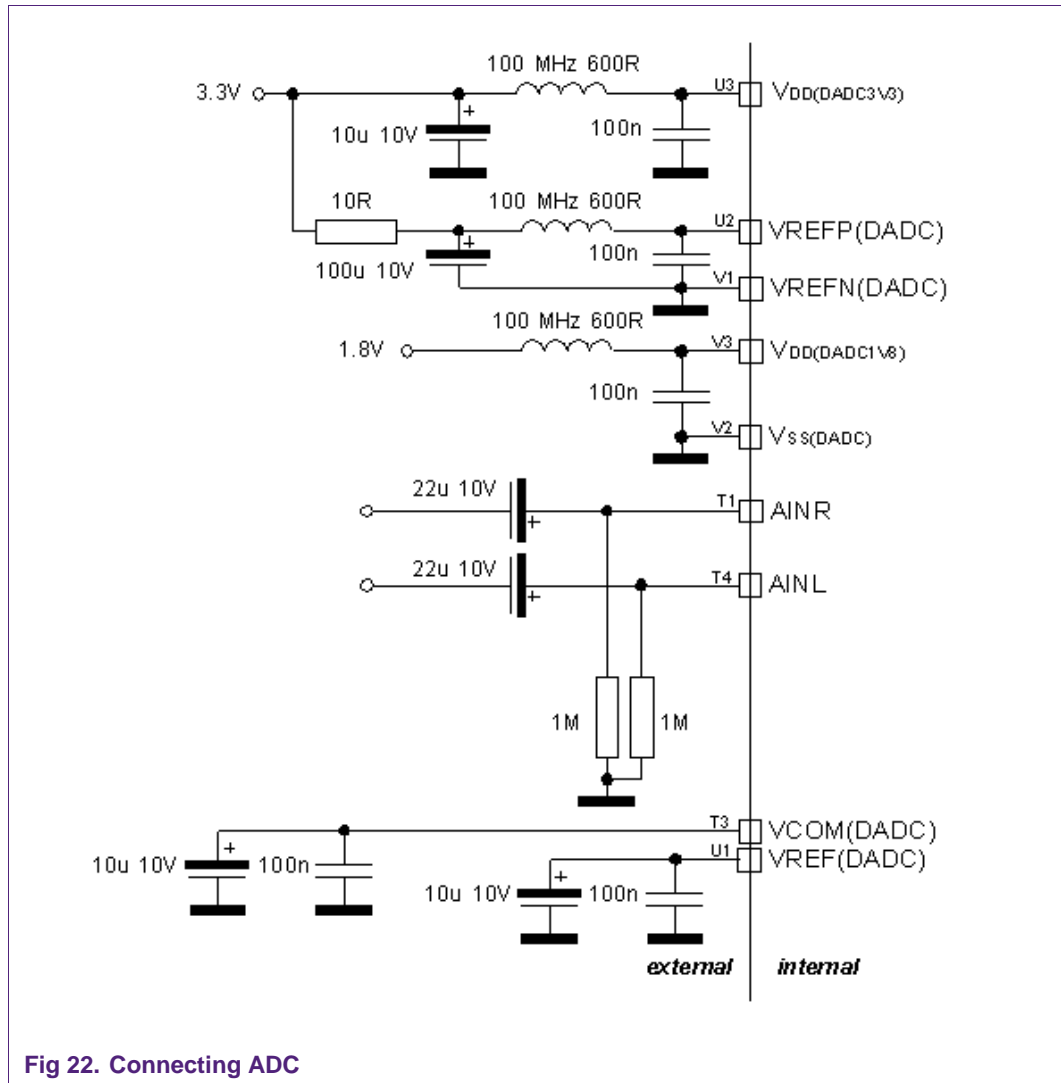 100 MHz 600R
3.3V
U3
VDD(DADC3V3)
+
10u 10V
100n
10R
100 MHz 600R
U2
VREFP(DADC)
+
100u 10V
100n
V1
VREFN(DADC)
100 MHz 600R
1.8V
V3
VDD(DADC1V8)
100n
V2
VSS(DADC)
22u 10V
+
T1
AINR
22u 10V
+
T4
AINL
1M
1M
T3
VCOM(DADC)
+
10u 10V
100n
U1
VREF(DADC)
+
10u 10V
100n
external
internal
Fig 22. Connecting ADC